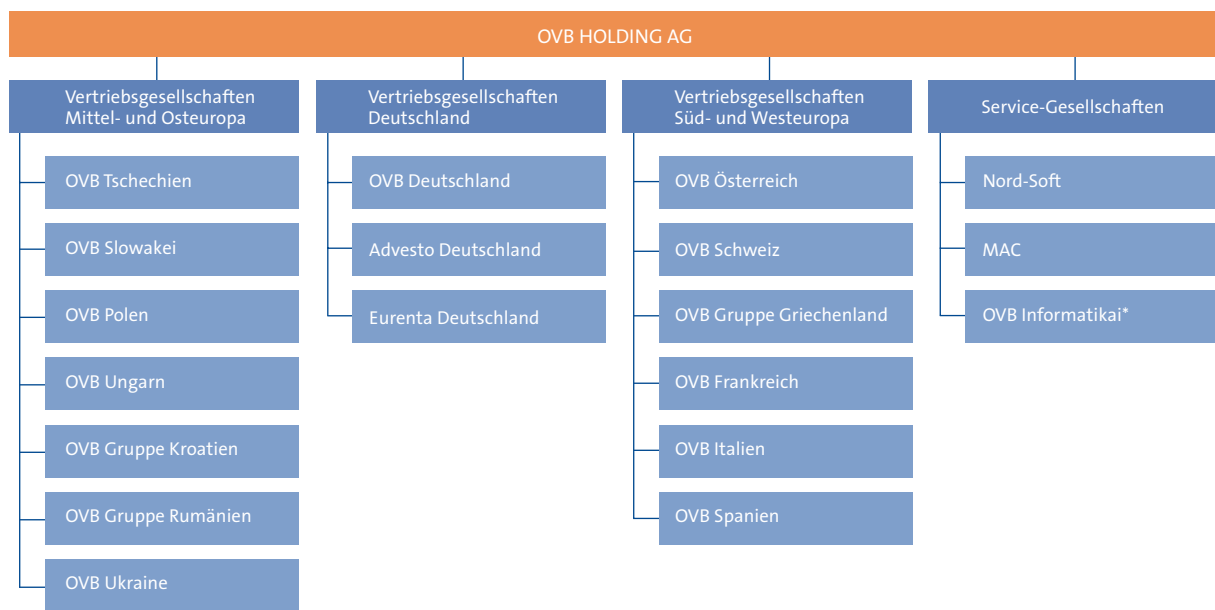 OVB HOLDING AG
Vertriebsgesellschaften
Mittel- und Osteuropa
OVB Tschechien
OVB Slowakei
OVB Polen
OVB Ungarn
OVB Gruppe Kroatien
OVB Gruppe Rumänien
OVB Ukraine
Vertriebsgesellschaften
Deutschland
OVB Deutschland
Advesto Deutschland
Eurenta Deutschland
Vertriebsgesellschaften
Süd- und Westeuropa
OVB Österreich
OVB Schweiz
OVB Gruppe Griechenland
OVB Frankreich
OVB Italien
OVB Spanien
Service-Gesellschaften
Nord-Soft
MAC
OVB Informatikai*